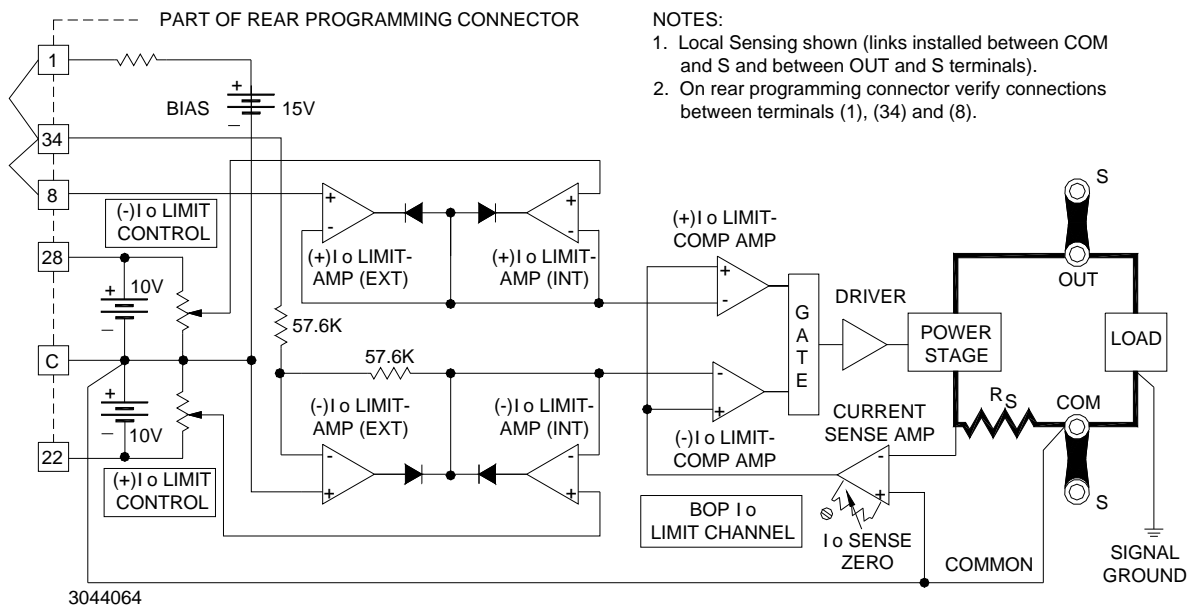 PART OF REAR PROGRAMMING CONNECTOR
NOTES:
1. Local Sensing shown (links installed between COM
and S and between OUT and S terminals).
2. On rear programming connector verify connections
between terminals (1), (34) and (8).
1
+
BIAS
15V
_
34
8
(-)I o LIMIT
CONTROL
+
-
(+)I o LIMIT-
AMP (EXT)
+
-
(+)I o LIMIT-
AMP (INT)
28
+
10V
_
57.6K
C
57.6K
+
_
10V
22
(+)I o LIMIT
CONTROL
(-)I o LIMIT-
AMP (EXT)
-
+
(-)I o LIMIT-
AMP (INT)
-
+
(+)I o LIMIT-
COMP AMP
+
-
-
+
(-)I o LIMIT-
COMP AMP
GATE
DRIVER
POWER
STAGE
S
OUT
LOAD
RS
COM
S
CURRENT
SENSE AMP
-
+
BOP I o
LIMIT CHANNEL
I o SENSE
ZERO
COMMON
SIGNAL
GROUND
3044064